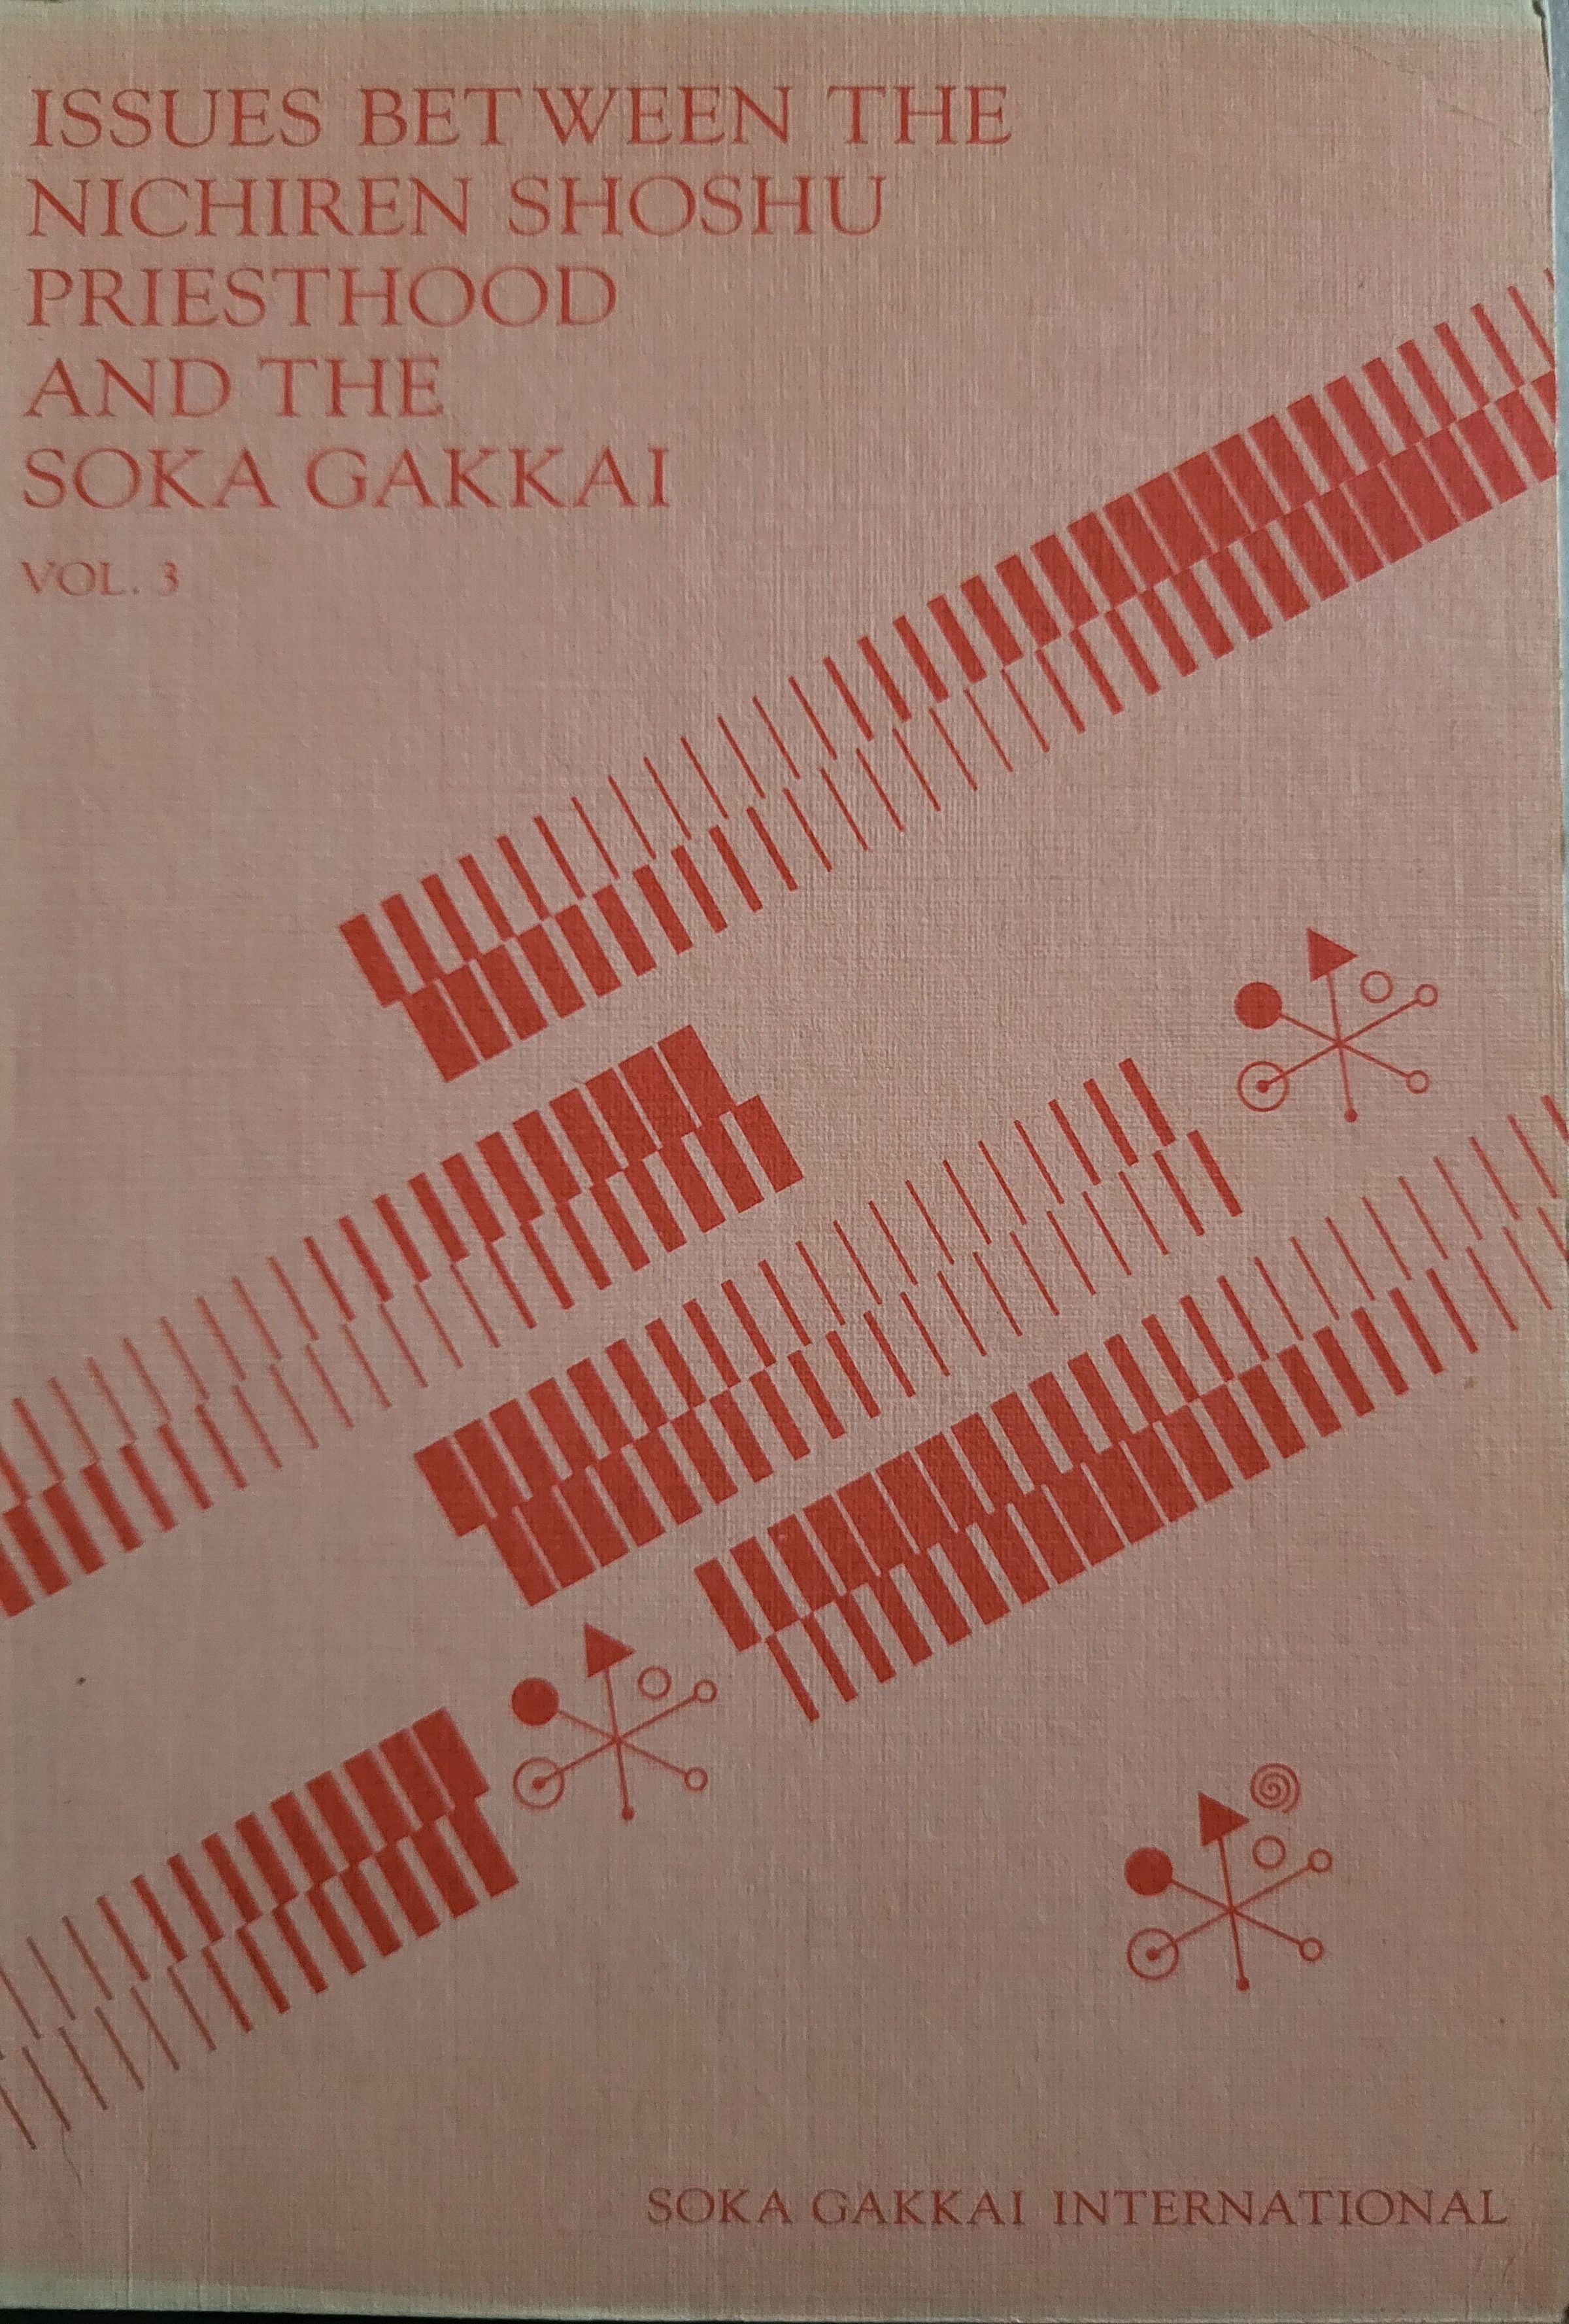 ISSUES BETWEEN THE
NICHIREN SHOSHU
PRIESTHOOD
AND THE
SOKA GAKKAI
VOL. 3
SOKA GAKKAI INTERNATIONAL